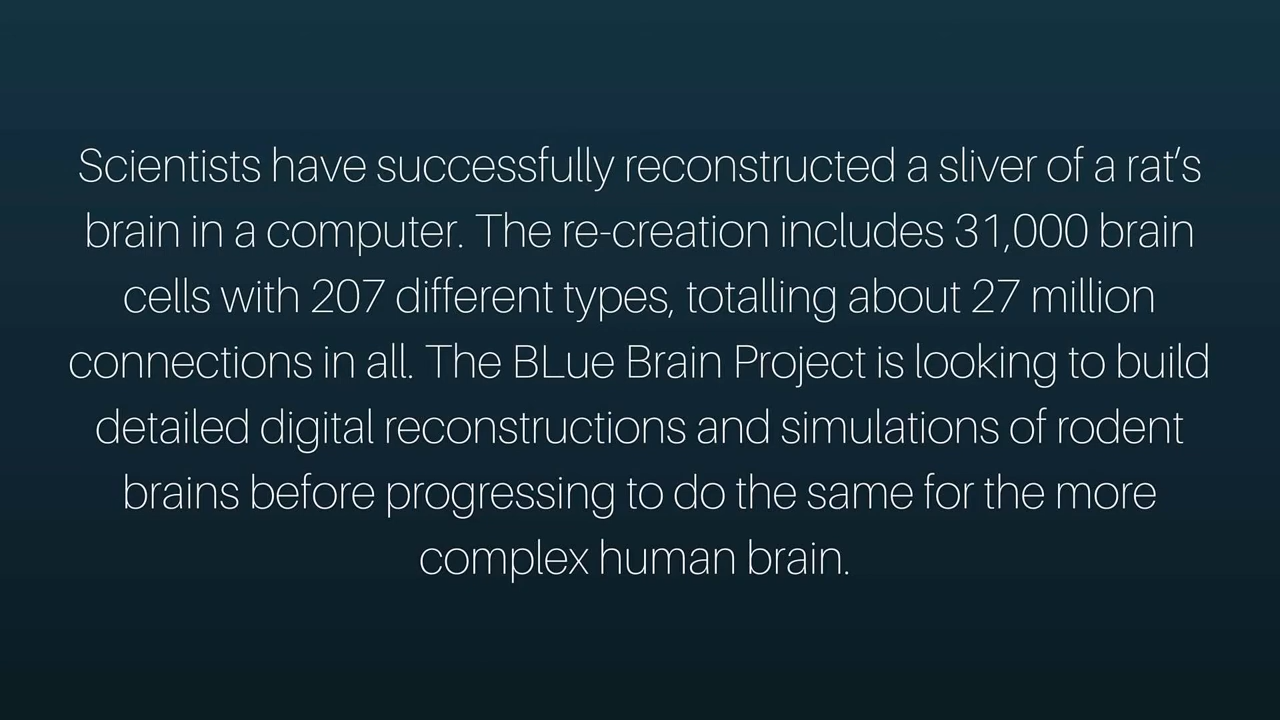 Scientists have successfully reconstructed a sliver of a rat’s
brain in a computer. The re-creation includes 31,000 brain
cells with 207 different types, totalling about 27 million
connections in all. The BLue Brain Project is looking to build
detailed digital reconstructions and simulations of rodent
brains before progressing to do the same for the more
complex human brain.